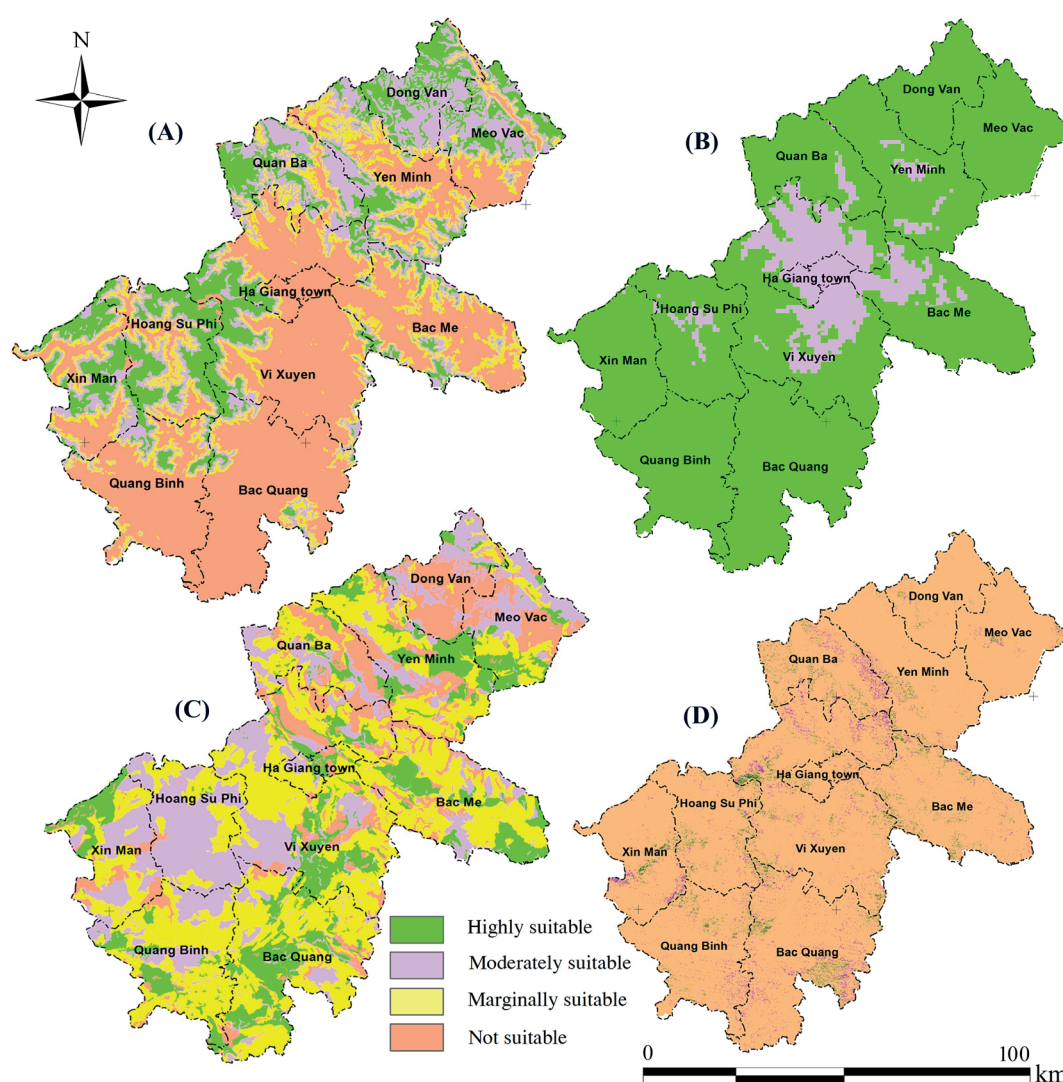 N
(A)
Dong Van
Meo Vac
Quan Ba
Yen Minh
Ha Giang town
Bac Me
Hoang Su Phi
Vi Xuyen
Xin Man
Quang Binh
Bac Quang
(B)
Dong Van
Meo Vac
Quan Ba
Yen Minh
Ha Giang town
Hoang Su Phi
Bac Me
Xin Man
Vi Xuyen
Quang Binh
Bac Quang
(C)
Dong Van
Meo Vac
Quan Ba
Yen Minh
Ha Giang town
Hoang Su Phi
Bac Me
Xin Man
Vi Xuyen
Quang Binh
Bac Quang
(D)
Dong Van
Meo Vac
Quan Ba
Yen Minh
Ha Giang town
Hoang Su Phi
Bac Me
Xin Man
Vi Xuyen
Quang Binh
Bac Quang
Highly suitable
Moderately suitable
Marginally suitable
Not suitable
0 100
km